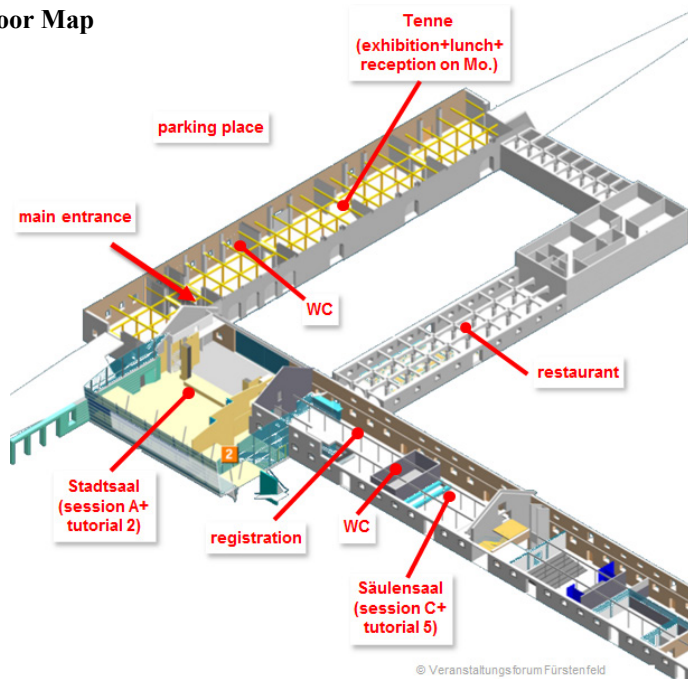 oor Map
Tenne
(exhibition+lunch+
reception on Mo.)
parking place
main entrance
WC
restaurant
2
Stadtsaal
(session A+
tutorial 2)
registration
WC
Säulensaal
(session C+
tutorial 5)
© Veranstaltungsforum Fürstenfeld